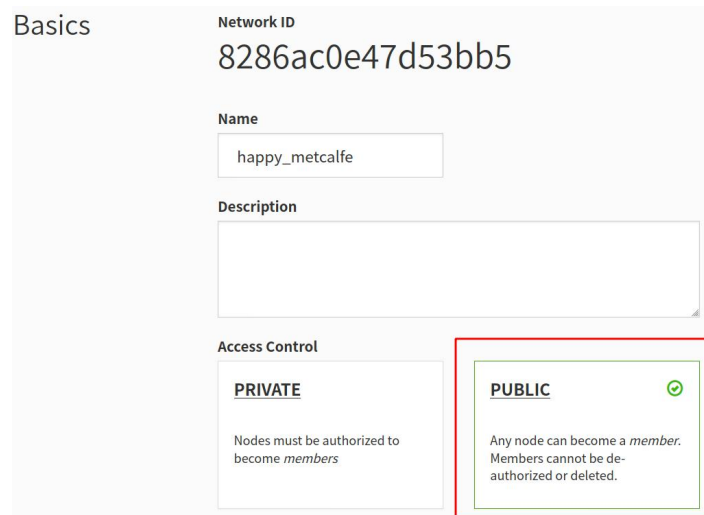 Basics
Network ID
8286ac0e47d53bb5
Name
happy_metcalfe
Description
Access Control
PRIVATE
Nodes must be authorized to
become members
PUBLIC
Any node can become a member.
Members cannot be de-
authorized or deleted.